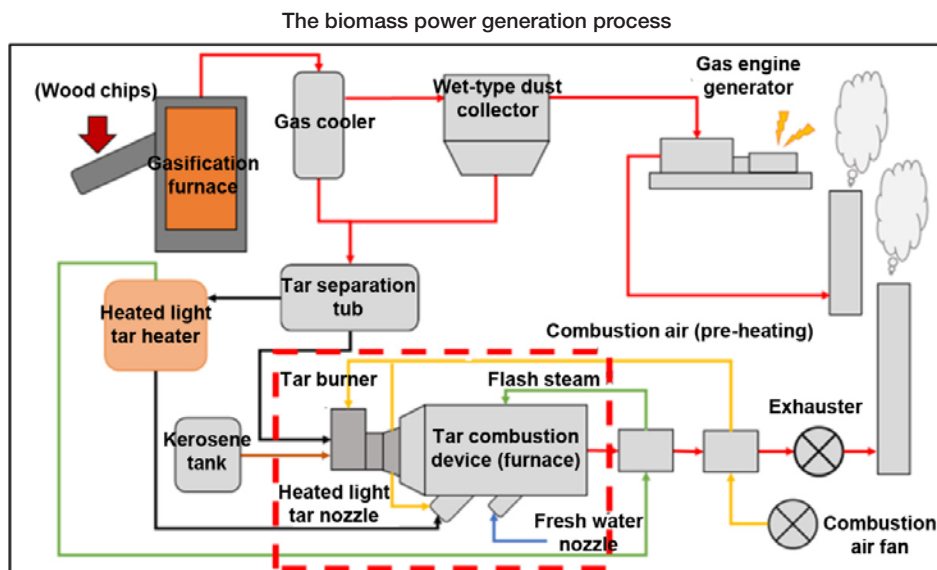 The biomass power generation process
(Wood chips)
Gasification
furnace
Gas cooler
Wet-type dust
collector
Gas engine
generator
Heated light
tar heater
Tar separation
tub
Combustion air (pre-heating)
Tar burner
Flash steam
Exhauster
Kerosene
tank
Tar combustion
device (furnace)
Heated light
tar nozzle
Fresh water
nozzle
Combustion
air fan